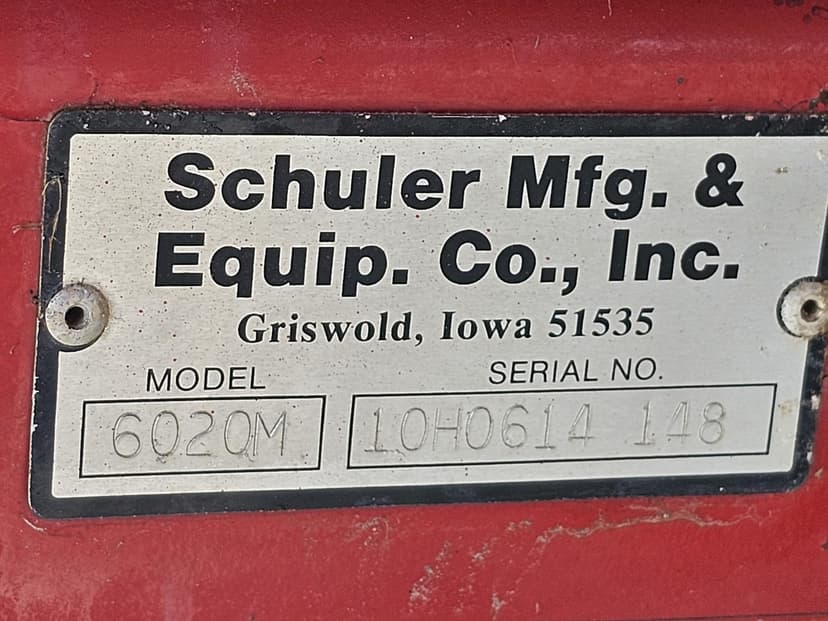 Schuler Mfg. &
Equip. Co., Inc.
Griswold, Iowa 51535
MODEL SERIAL NO.
6020M 10H0614 148